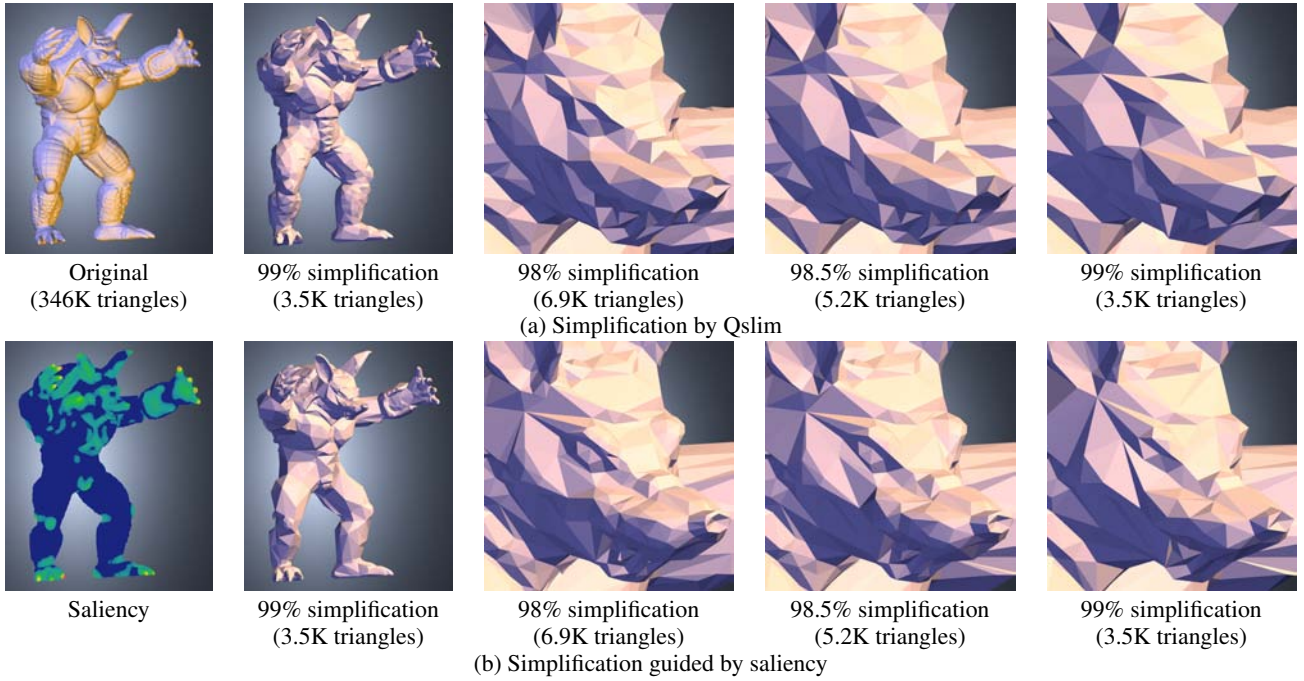 Original
(346K triangles)
99% simplification
(3.5K triangles)
98% simplification
(6.9K triangles)
98.5% simplification
(5.2K triangles)
99% simplification
(3.5K triangles)
(a) Simplification by Qslim
Saliency
99% simplification
(3.5K triangles)
98% simplification
(6.9K triangles)
98.5% simplification
(5.2K triangles)
99% simplification
(3.5K triangles)
(b) Simplification guided by saliency